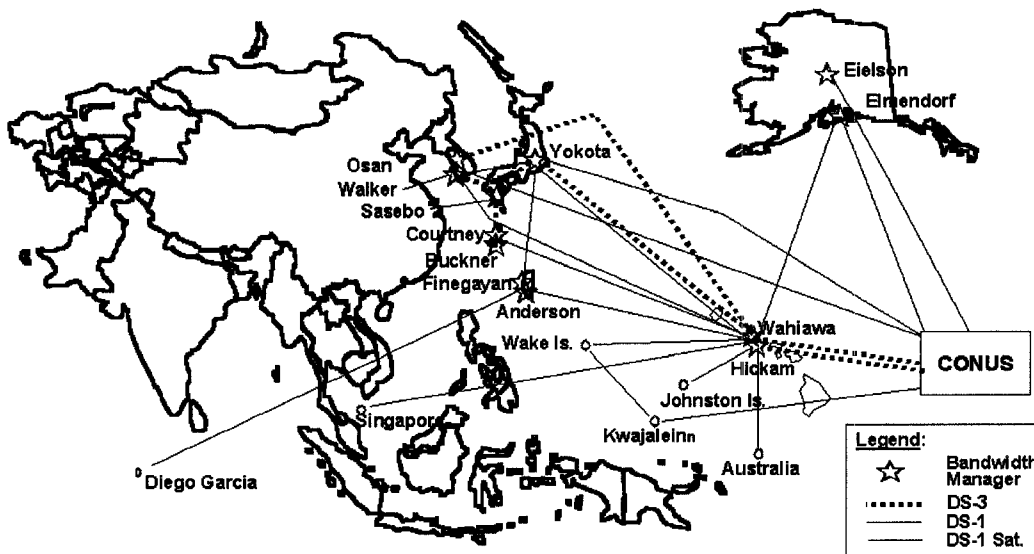 Eielson
Elmendorf
Yokota
Osan
Walker
Sasebo
Courtney
Buckner
Finegayan
Anderson
Wahiawa
Wake Is.
Hickam
CONUS
Johnston Is.
Singapore
Kwajaleinn
Australia
Diego Garcia
Legend:
Bandwidth
Manager
DS-3
DS-1
DS-1 Sat.